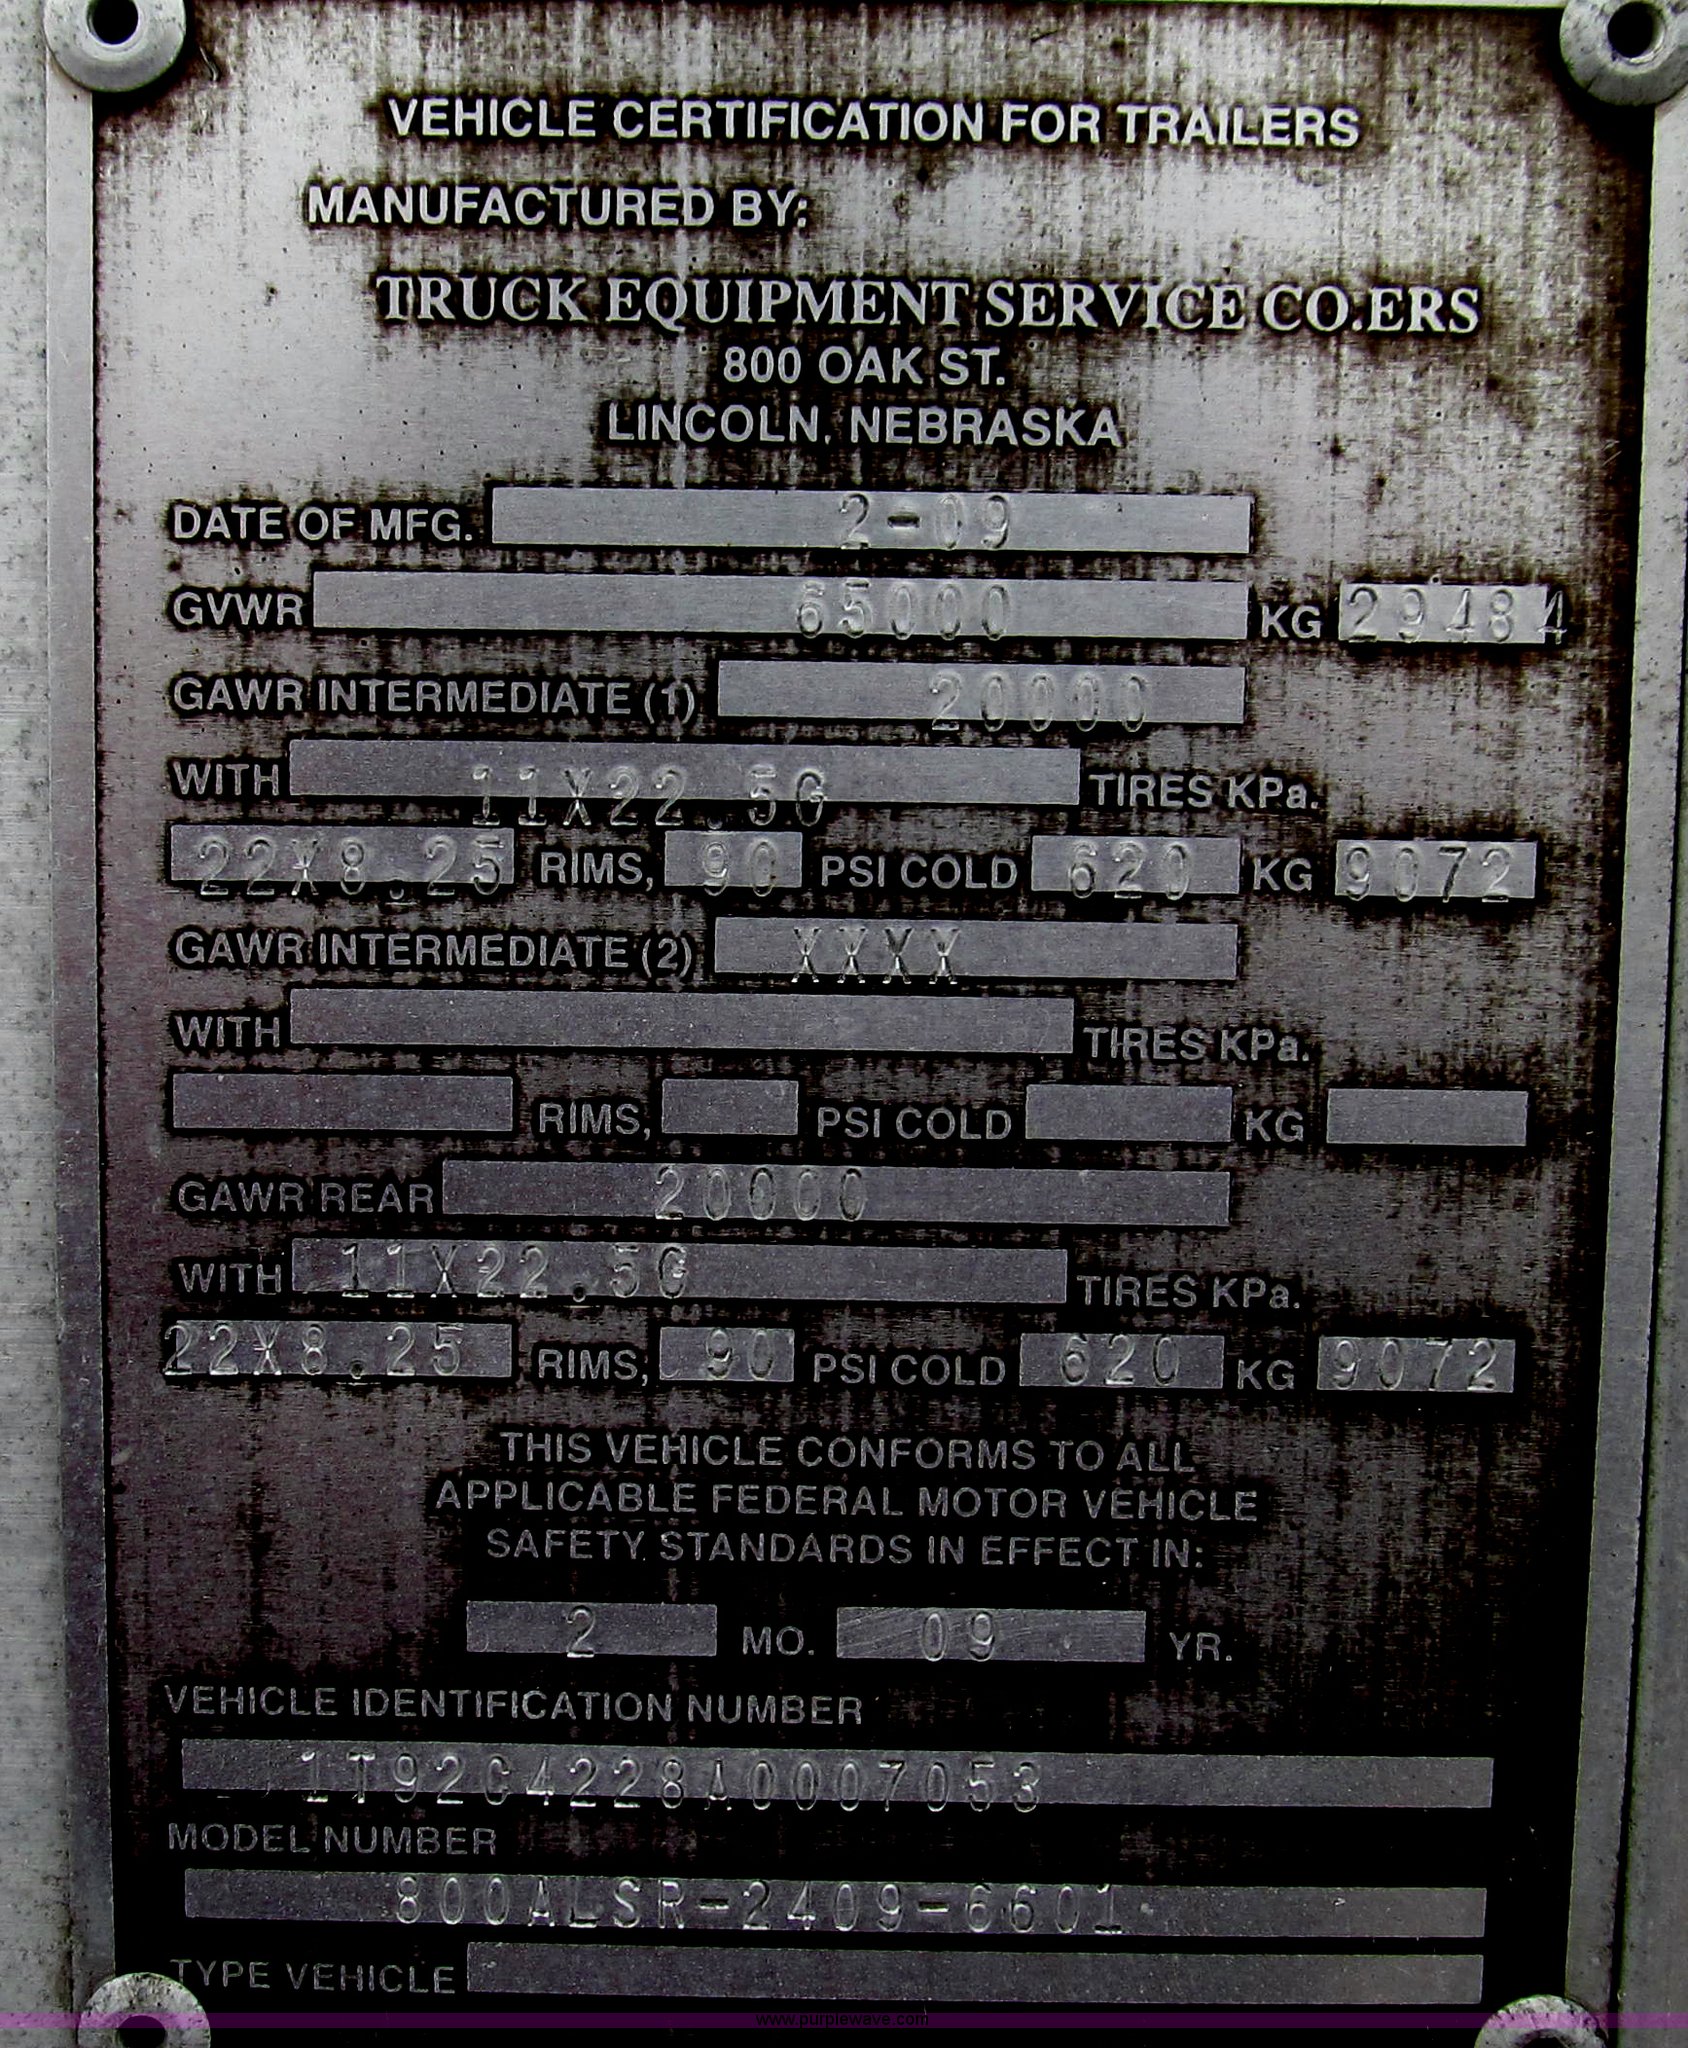 VEHICLE CERTIFICATION FOR TRAILERS
MANUFACTURED BY:
TRUCK EQUIPMENT SERVICE CO.ERS
800 OAK ST.
LINCOLN, NEBRASKA
DATE OF MFG. 2-09
GVWR 65000 KG 29484
GAWR INTERMEDIATE (1) 20000
WITH 11X22.5G TIRES KPa.
22X8.25 RIMS, 90 PSI COLD 620 KG 9072
GAWR INTERMEDIATE (2) XXXX
WITH TIRES KPa.
RIMS, PSI COLD KG
GAWR REAR 20000
WITH 11X22.5G TIRES KPa.
22X8.25 RIMS, 90 PSI COLD 620 KG 9072
THIS VEHICLE CONFORMS TO ALL
APPLICABLE FEDERAL MOTOR VEHICLE
SAFETY STANDARDS IN EFFECT IN:
2 MO. 09 YR.
VEHICLE IDENTIFICATION NUMBER
1T92C4228A0007053
MODEL NUMBER
800ALSR-2409-6601
TYPE VEHICLE
www.purplewave.com